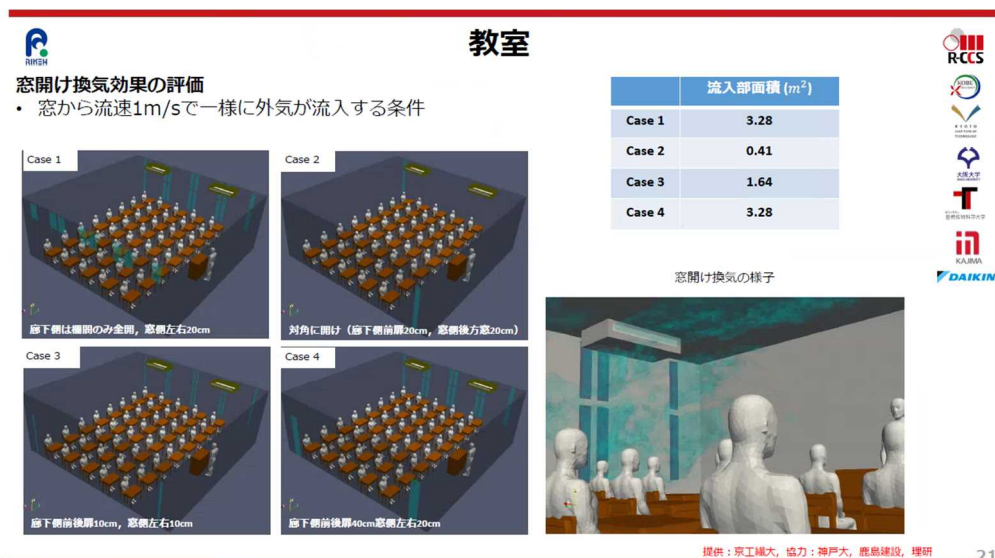 教室
RIKEN
R-CCS
窓開け換気効果の評価
• 窓から流速1m/sで一様に外気が流入する条件
流入部面積 (m²)
Case 1 3.28
Case 2 0.41
Case 3 1.64
Case 4 3.28
Case 1
廊下側は欄間のみ全開，窓側左右20cm
Case 2
対角に開け（廊下側前扉20cm，窓側後方窓20cm）
Case 3
廊下側前後扉10cm，窓側左右10cm
Case 4
廊下側前後扉40cm窓側左右20cm
窓開け換気の様子
KOBE
KYOTO
大阪大学
KAJIMA
DAIKIN
提供：京工繊大，協力：神戸大，鹿島建設，理研
21